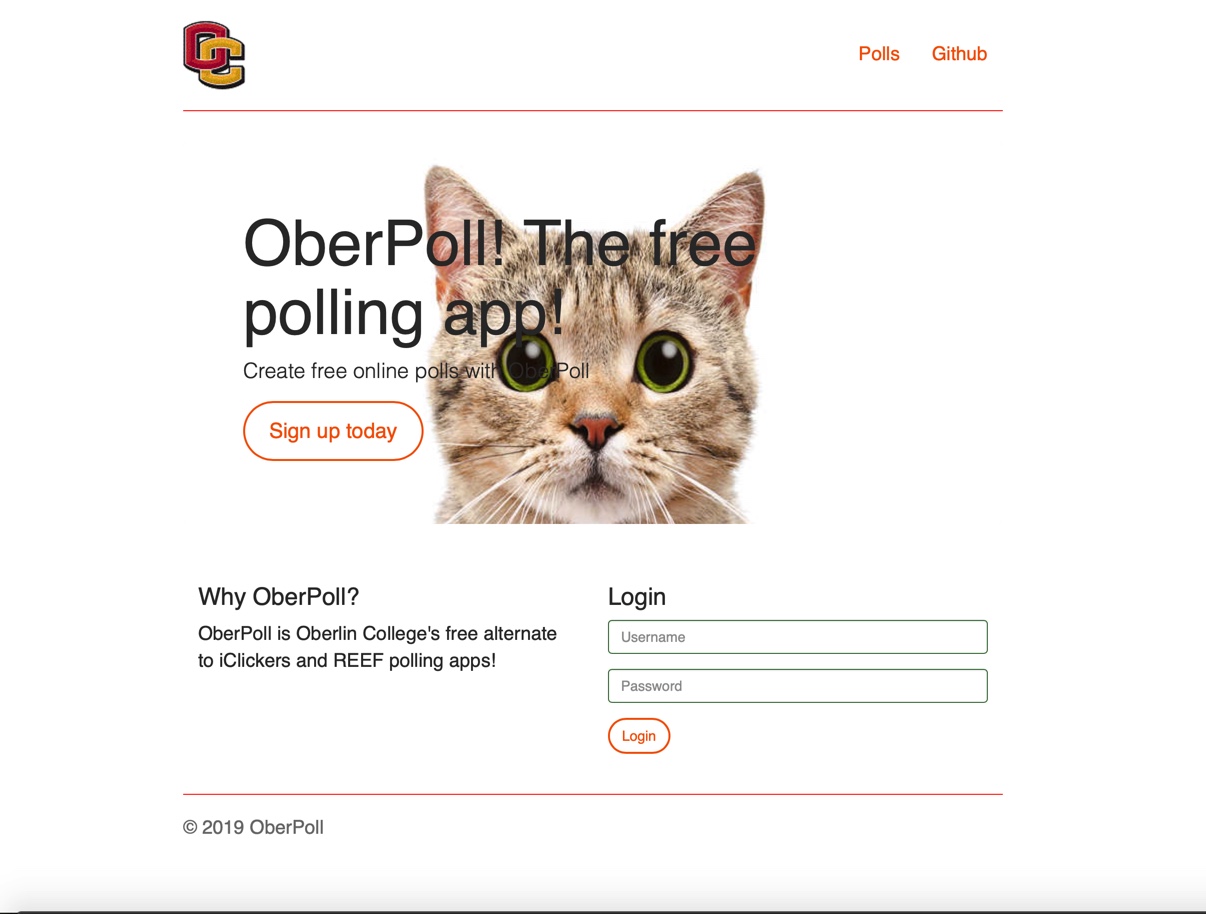 OC
Polls Github
OberPoll! The free
polling app!
Create free online polls with OberPoll
Sign up today
Why OberPoll?
OberPoll is Oberlin College's free alternate
to iClickers and REEF polling apps!
Login
Username
Password
Login
© 2019 OberPoll